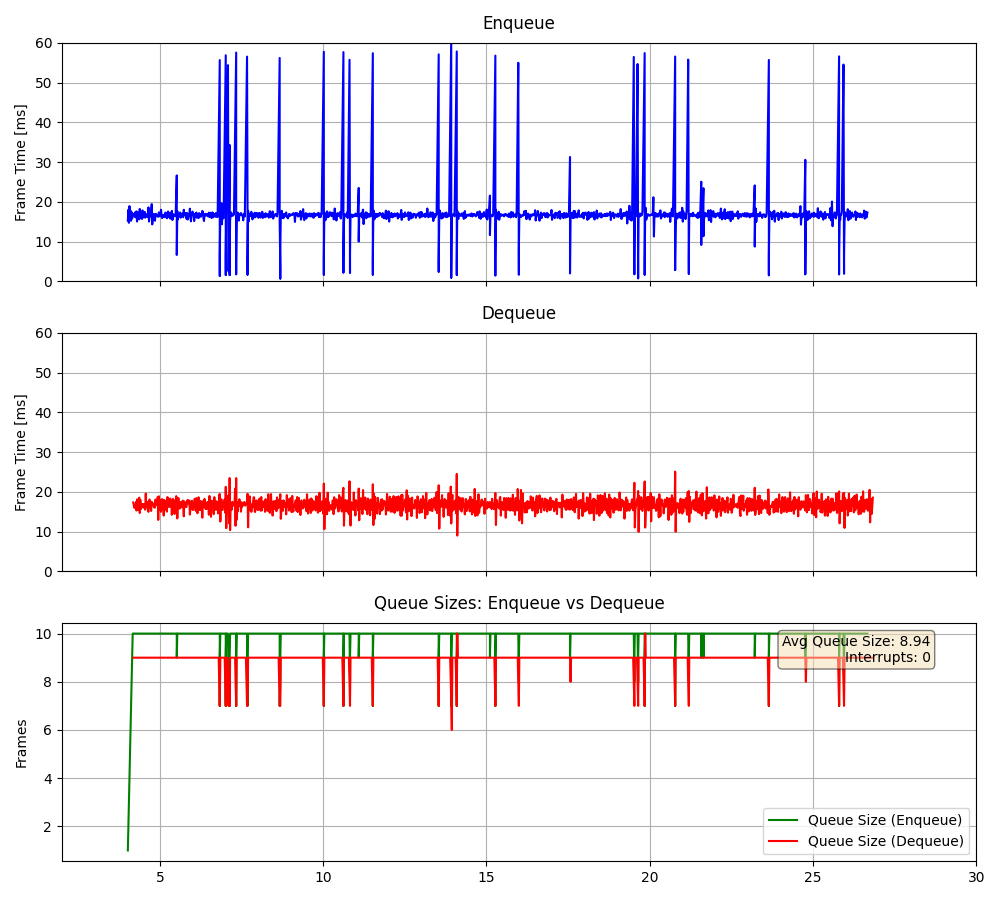 Enqueue
Frame Time [ms]
60
50
40
30
20
10
0
Dequeue
Frame Time [ms]
60
50
40
30
20
10
0
Queue Sizes: Enqueue vs Dequeue
Frames
10
8
6
4
2
Avg Queue Size: 8.94
Interrupts: 0
Queue Size (Enqueue)
Queue Size (Dequeue)
5 10 15 20 25 30